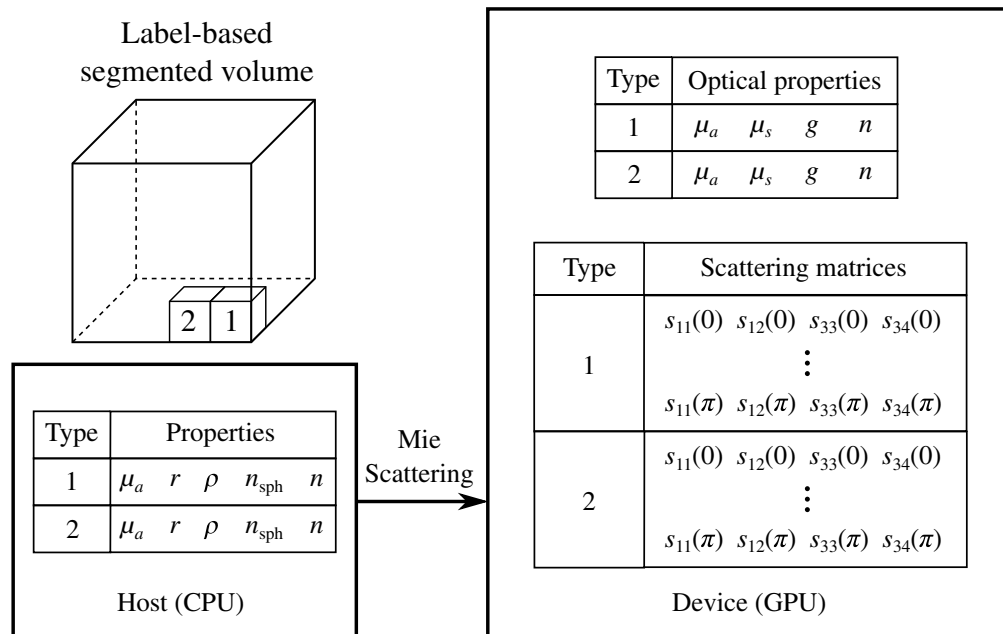 Label-based
segmented volume
2 1
Type Properties
1 μₐ r ρ n_sph n
2 μₐ r ρ n_sph n
Host (CPU)
Mie
Scattering
Type Optical properties
1 μₐ μₛ g n
2 μₐ μₛ g n
Type Scattering matrices
s₁₁(0) s₁₂(0) s₃₃(0) s₃₄(0)
1 ⋮
s₁₁(π) s₁₂(π) s₃₃(π) s₃₄(π)
s₁₁(0) s₁₂(0) s₃₃(0) s₃₄(0)
2 ⋮
s₁₁(π) s₁₂(π) s₃₃(π) s₃₄(π)
Device (GPU)